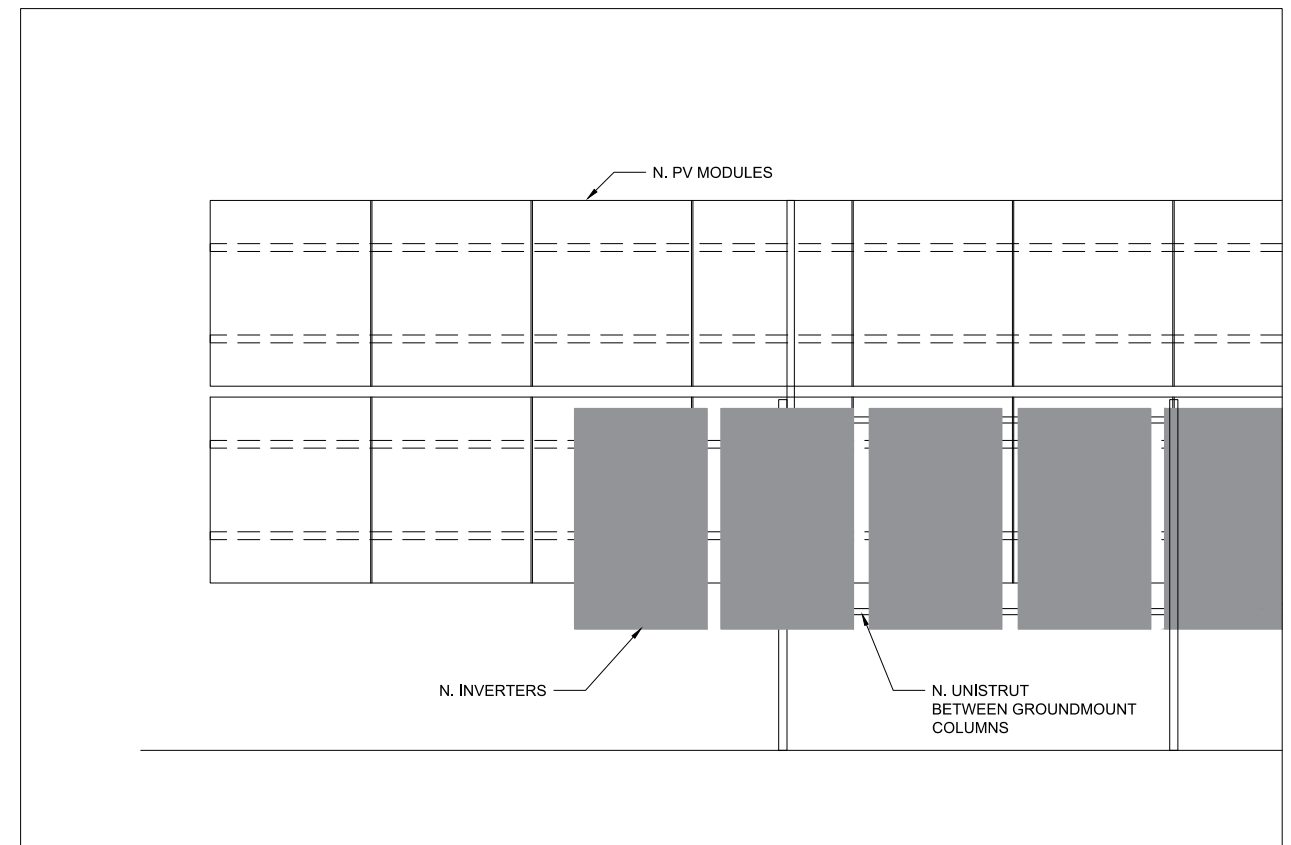 N. PV MODULES
N. INVERTERS
N. UNISTRUT
BETWEEN GROUNDMOUNT
COLUMNS